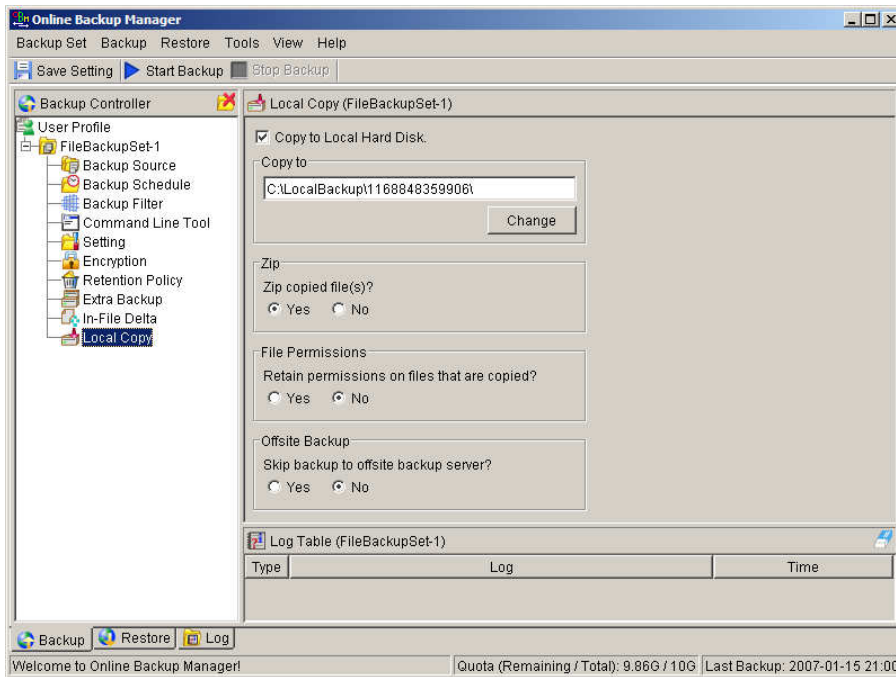 Online Backup Manager
Backup Set Backup Restore Tools View Help
Save Setting Start Backup Stop Backup
Backup Controller
User Profile
FileBackupSet-1
Backup Source
Backup Schedule
Backup Filter
Command Line Tool
Setting
Encryption
Retention Policy
Extra Backup
In-File Delta
Local Copy
Local Copy (FileBackupSet-1)
Copy to Local Hard Disk.
Copy to
C:\LocalBackup\1168848359906\
Change
Zip
Zip copied file(s)?
Yes No
File Permissions
Retain permissions on files that are copied?
Yes No
Offsite Backup
Skip backup to offsite backup server?
Yes No
Log Table (FileBackupSet-1)
Type Log Time
Backup Restore Log
Welcome to Online Backup Manager! Quota (Remaining / Total): 9.86G / 10G Last Backup: 2007-01-15 21:00